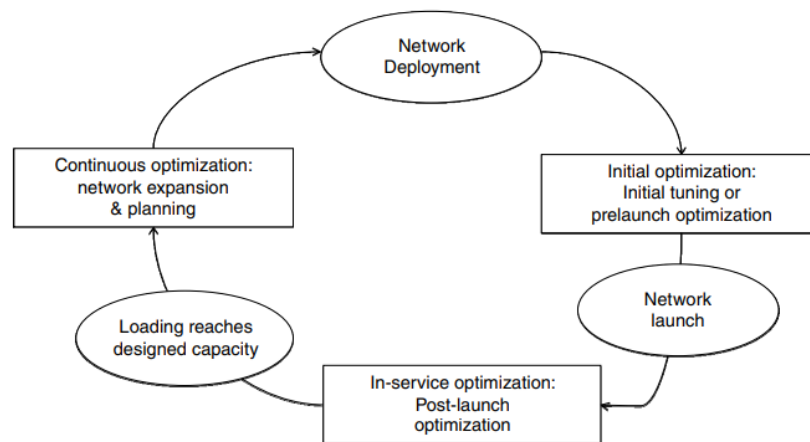 Network
Deployment
Initial optimization:
Initial tuning or
prelaunch optimization
Network
launch
In-service optimization:
Post-launch
optimization
Loading reaches
designed capacity
Continuous optimization:
network expansion
& planning